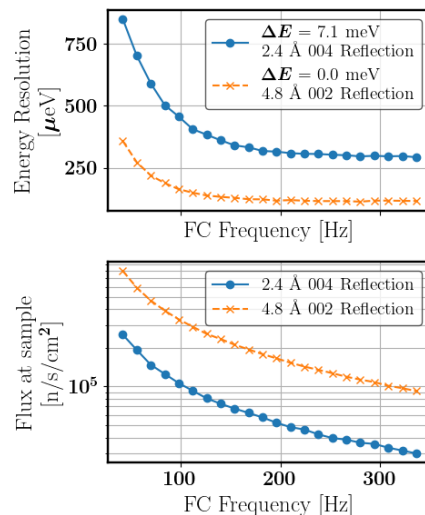 Energy Resolution
[μeV]
750
500
250
ΔE = 7.1 meV
2.4 Å 004 Reflection
ΔE = 0.0 meV
4.8 Å 002 Reflection
FC Frequency [Hz]
Flux at sample
[n/s/cm²]
10⁵
2.4 Å 004 Reflection
4.8 Å 002 Reflection
100
200
300
FC Frequency [Hz]